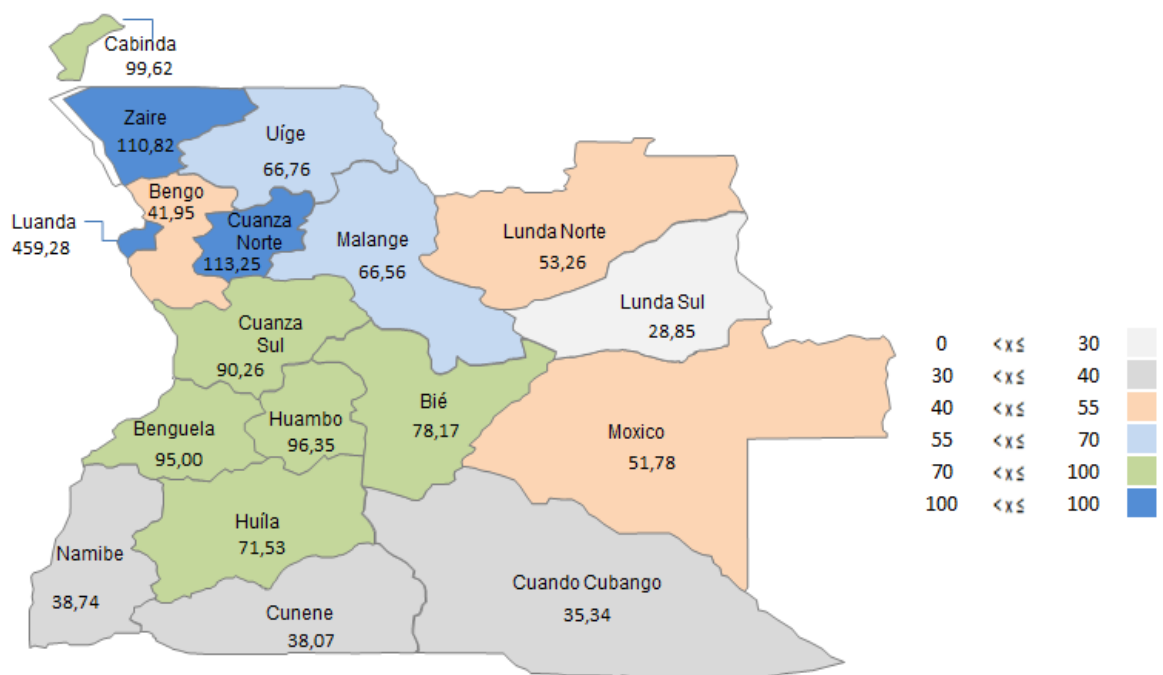 Cabinda
99,62
Zaire
110,82
Uíge
66,76
Bengo
41,95
Luanda
459,28
Cuanza
Norte
113,25
Malange
66,56
Lunda Norte
53,26
Lunda Sul
28,85
Cuanza
Sul
90,26
Bié
78,17
Huambo
96,35
Benguela
95,00
Moxico
51,78
Huíla
71,53
Namibe
38,74
Cunene
38,07
Cuando Cubango
35,34
0 < x ≤ 30
30 < x ≤ 40
40 < x ≤ 55
55 < x ≤ 70
70 < x ≤ 100
100 < x ≤ 100